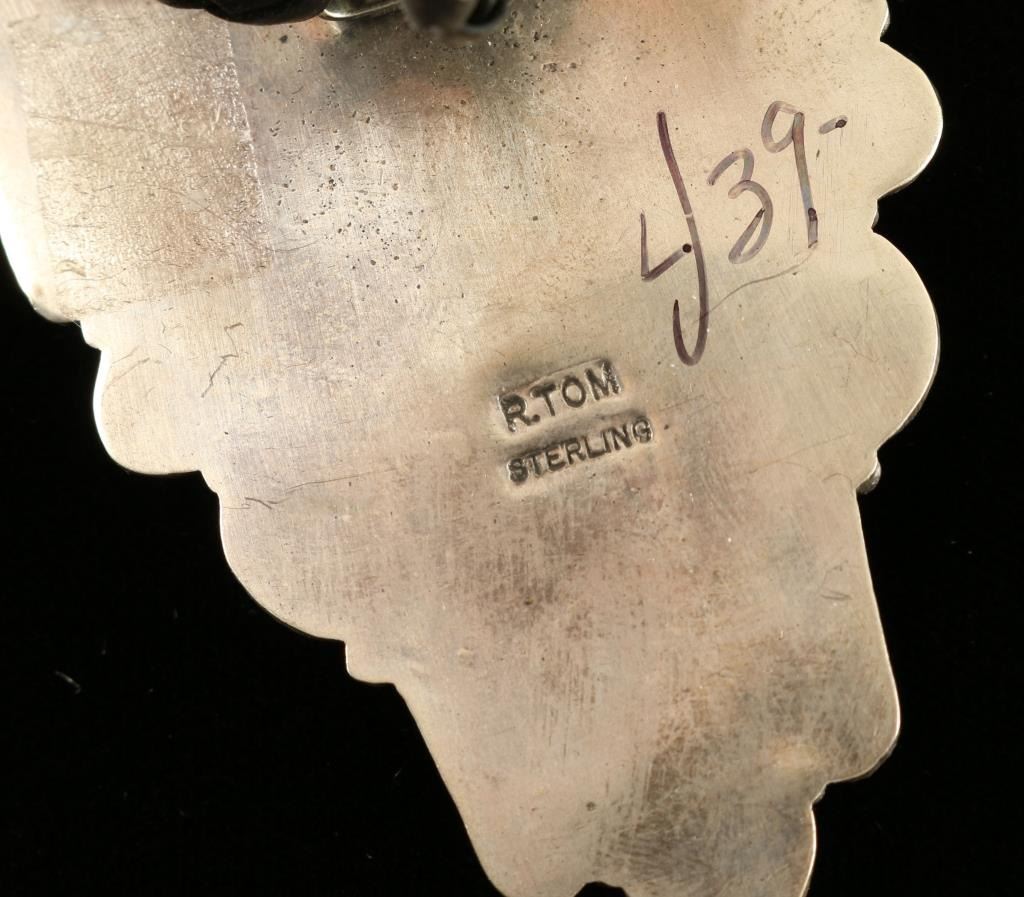 439-
R.TOM
STERLING